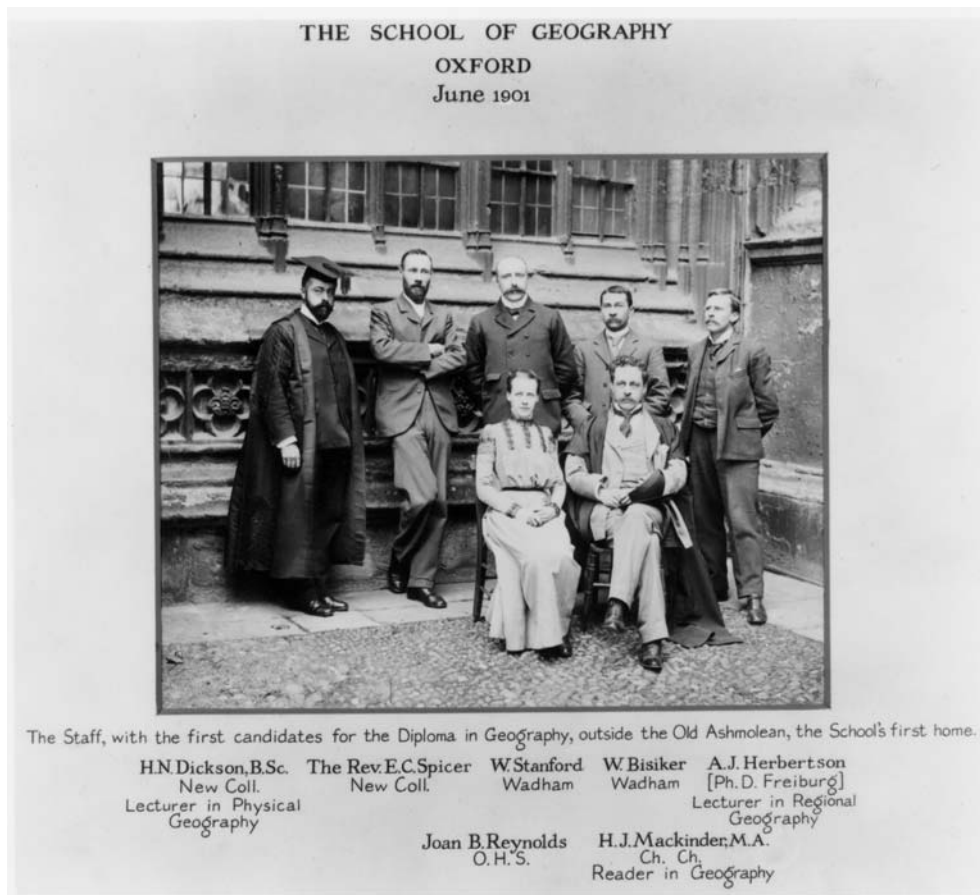 THE SCHOOL OF GEOGRAPHY
OXFORD
June 1901
The Staff, with the first candidates for the Diploma in Geography, outside the Old Ashmolean, the School's first home.
H.N.Dickson, B.Sc. The Rev. E.C.Spicer W.Stanford W.Bisiker A.J.Herbertson
New Coll. New Coll. Wadham Wadham [Ph.D. Freiburg]
Lecturer in Physical Lecturer in Regional
Geography Geography
Joan B.Reynolds H.J.Mackinder, M.A.
O.H.S. Ch. Ch.
Reader in Geography